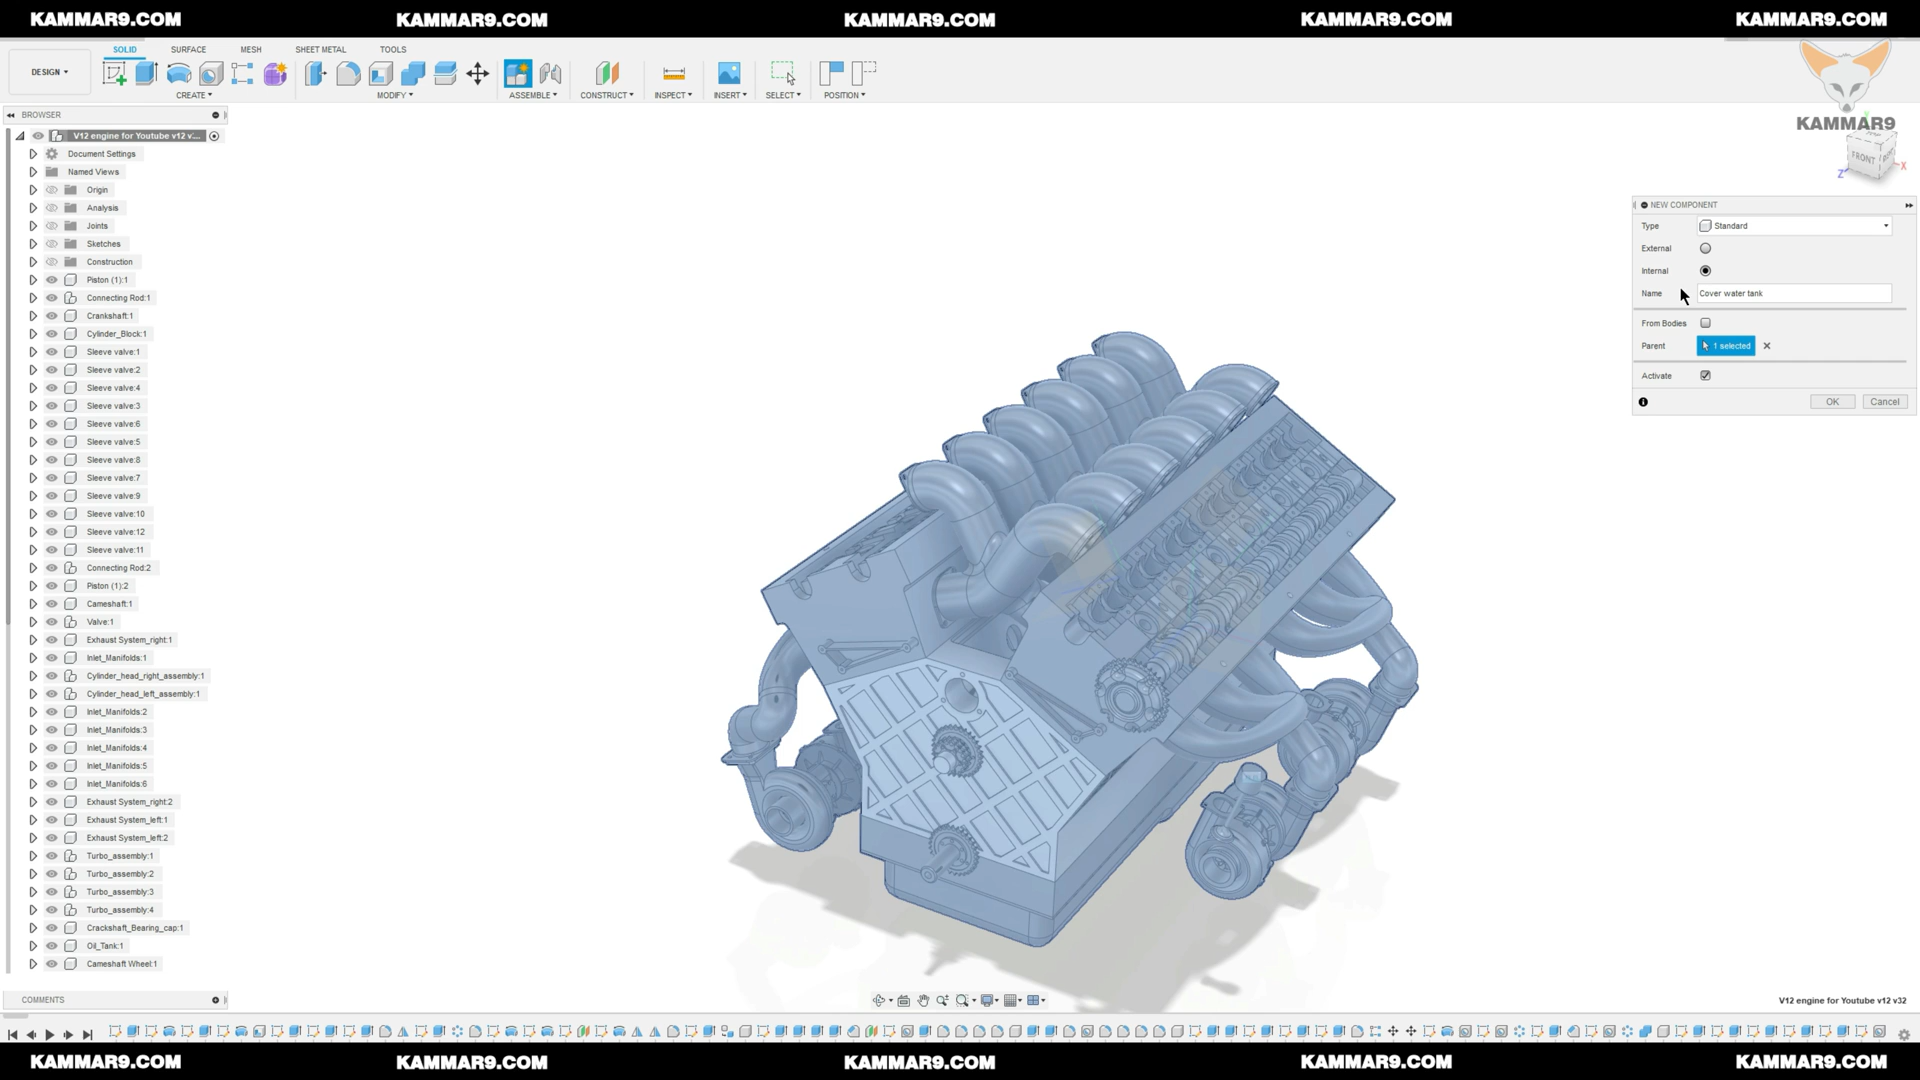 KAMMAR9.COM KAMMAR9.COM KAMMAR9.COM KAMMAR9.COM KAMMAR9.COM
SOLID SURFACE MESH SHEET METAL TOOLS
DESIGN
CREATE MODIFY ASSEMBLE CONSTRUCT INSPECT INSERT SELECT POSITION
KAMMAR9
FRONT
Z X
BROWSER
V12 engine for Youtube v12 v...
Document Settings
Named Views
Origin
Analysis
Joints
Sketches
Construction
Piston (1):1
Connecting Rod:1
Crankshaft:1
Cylinder_Block:1
Sleeve valve:1
Sleeve valve:2
Sleeve valve:4
Sleeve valve:3
Sleeve valve:6
Sleeve valve:5
Sleeve valve:8
Sleeve valve:7
Sleeve valve:9
Sleeve valve:10
Sleeve valve:12
Sleeve valve:11
Connecting Rod:2
Piston (1):2
Cameshaft:1
Valve:1
Exhaust System_right:1
Inlet_Manifolds:1
Cylinder_head_right_assembly:1
Cylinder_head_left_assembly:1
Inlet_Manifolds:2
Inlet_Manifolds:3
Inlet_Manifolds:4
Inlet_Manifolds:5
Inlet_Manifolds:6
Exhaust System_right:2
Exhaust System_left:1
Exhaust System_left:2
Turbo_assembly:1
Turbo_assembly:2
Turbo_assembly:3
Turbo_assembly:4
Crackshaft_Bearing_cap:1
Oil_Tank:1
Cameshaft Wheel:1
NEW COMPONENT
Type Standard
External
Internal
Name Cover water tank
From Bodies
Parent 1 selected
Activate
OK Cancel
COMMENTS
V12 engine for Youtube v12 v32
KAMMAR9.COM KAMMAR9.COM KAMMAR9.COM KAMMAR9.COM KAMMAR9.COM